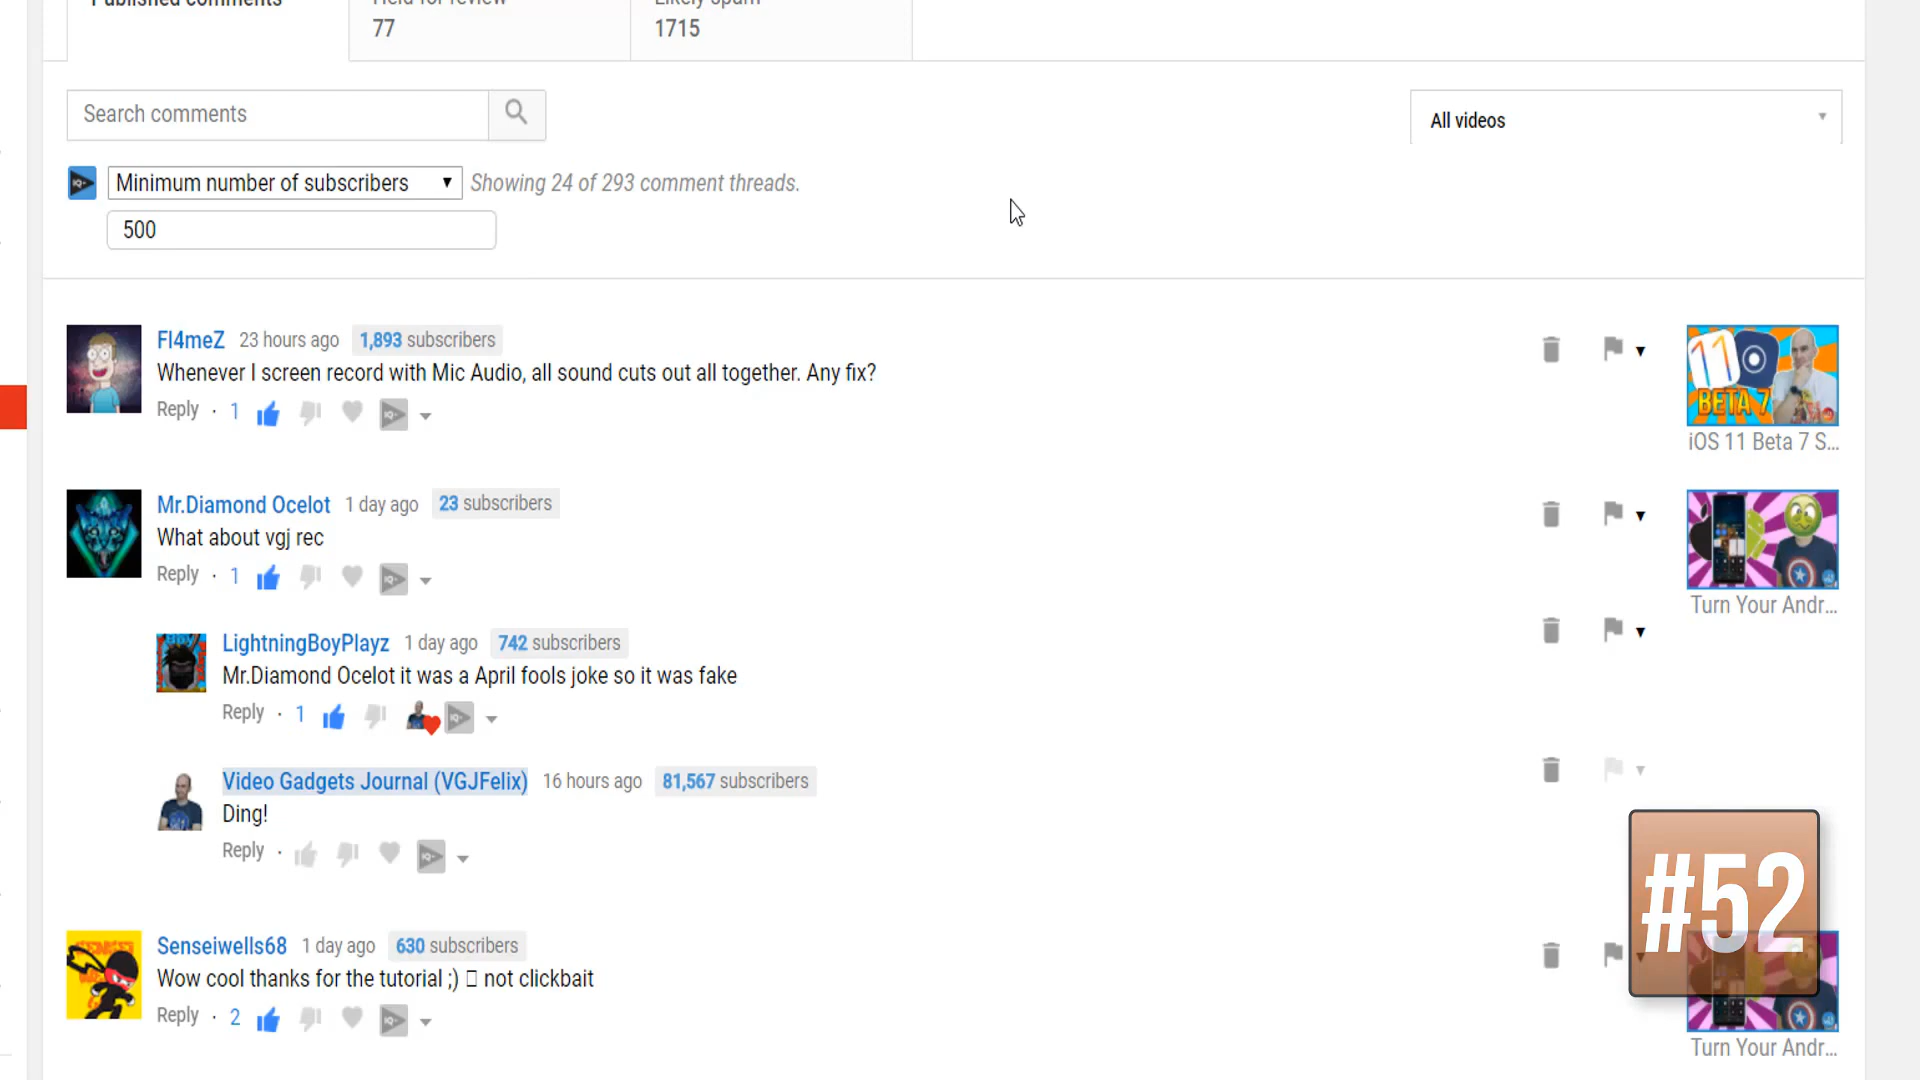 Published comments
Held for review
Likely spam
77
1715
Search comments
All videos
Minimum number of subscribers
Showing 24 of 293 comment threads.
500
Fl4meZ 23 hours ago 1,893 subscribers
Whenever I screen record with Mic Audio, all sound cuts out all together. Any fix?
Reply · 1
11
BETA 7
iOS 11 Beta 7 S...
Mr.Diamond Ocelot 1 day ago 23 subscribers
What about vgj rec
Reply · 1
Turn Your Andr...
LightningBoyPlayz 1 day ago 742 subscribers
Mr.Diamond Ocelot it was a April fools joke so it was fake
Reply · 1
Video Gadgets Journal (VGJFelix) 16 hours ago 81,567 subscribers
Ding!
Reply ·
#52
Senseiwells68 1 day ago 630 subscribers
Wow cool thanks for the tutorial ;) not clickbait
Reply · 2
Turn Your Andr...